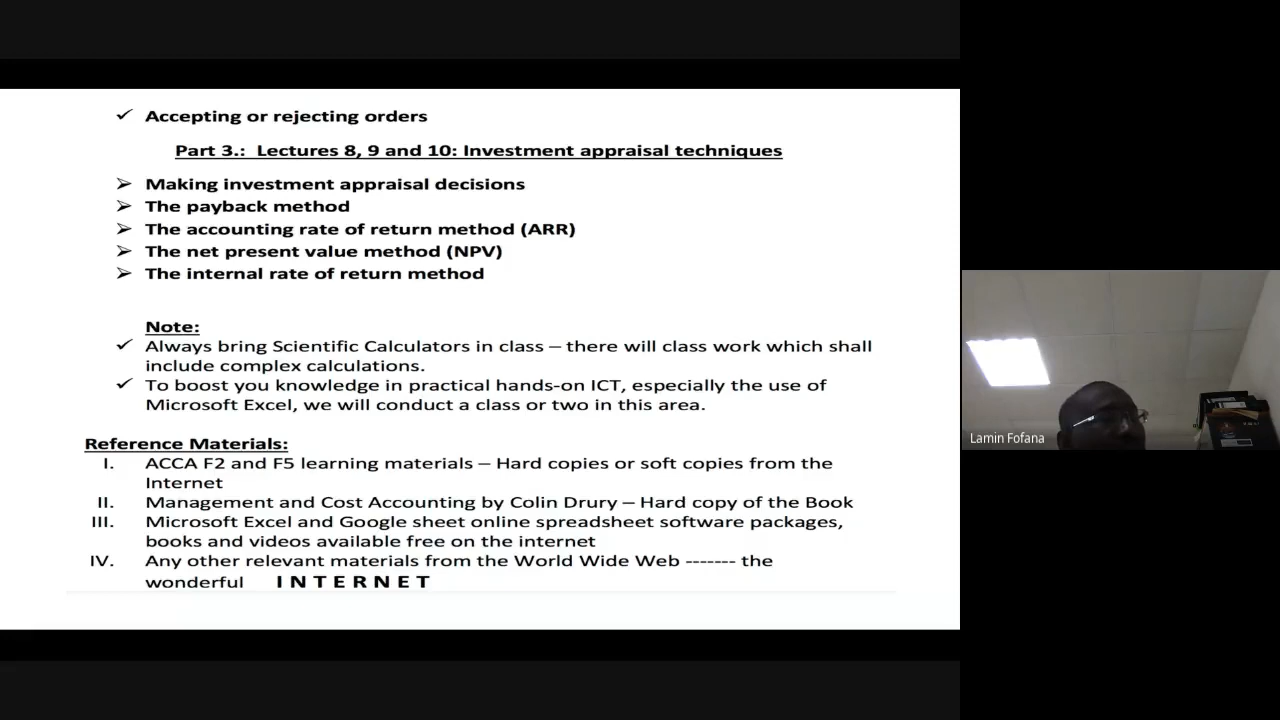 ✓ Accepting or rejecting orders
Part 3.: Lectures 8, 9 and 10: Investment appraisal techniques
➢ Making investment appraisal decisions
➢ The payback method
➢ The accounting rate of return method (ARR)
➢ The net present value method (NPV)
➢ The internal rate of return method
Note:
✓ Always bring Scientific Calculators in class – there will class work which shall
include complex calculations.
✓ To boost you knowledge in practical hands-on ICT, especially the use of
Microsoft Excel, we will conduct a class or two in this area.
Reference Materials:
I. ACCA F2 and F5 learning materials – Hard copies or soft copies from the
Internet
II. Management and Cost Accounting by Colin Drury – Hard copy of the Book
III. Microsoft Excel and Google sheet online spreadsheet software packages,
books and videos available free on the internet
IV. Any other relevant materials from the World Wide Web ------- the
wonderful I N T E R N E T
Lamin Fofana